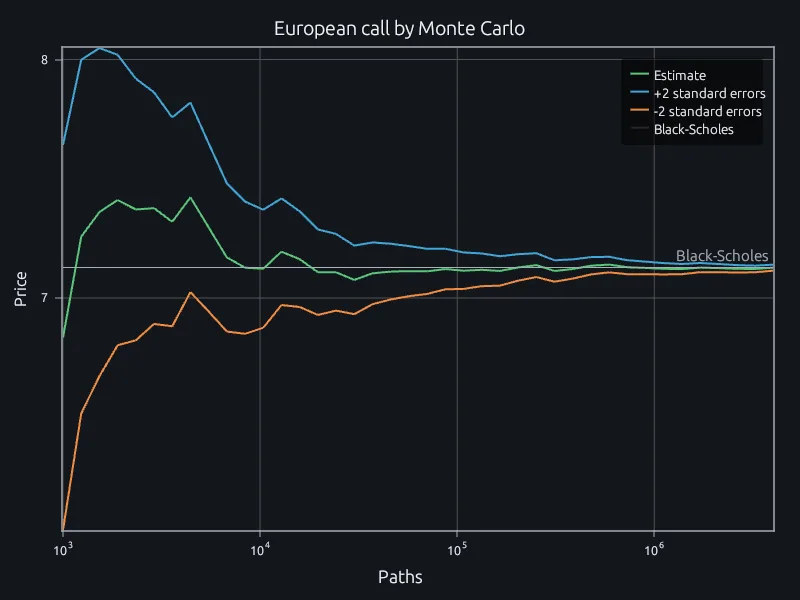 European call by Monte Carlo
8
7
Price
Estimate
+2 standard errors
-2 standard errors
Black-Scholes
Black-Scholes
10³
10⁴
10⁵
10⁶
Paths